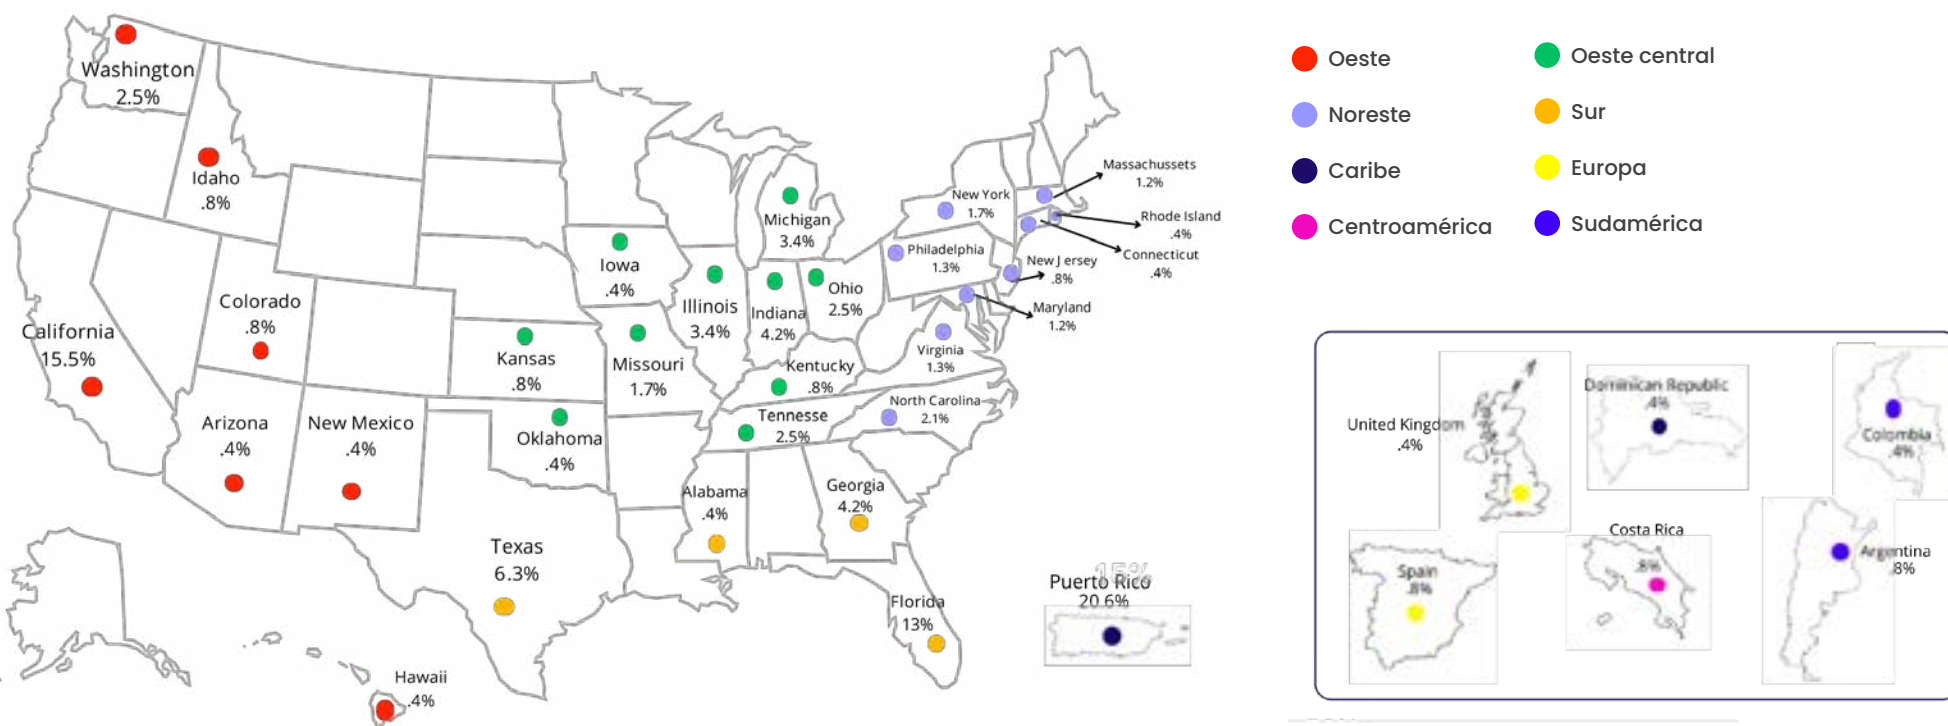 Washington
2.5%
Idaho
.8%
California
15.5%
Colorado
.8%
Arizona
.4%
New Mexico
.4%
Hawaii
.4%
Texas
6.3%
Kansas
.8%
Oklahoma
.4%
Iowa
.4%
Missouri
1.7%
Illinois
3.4%
Michigan
3.4%
Indiana
4.2%
Ohio
2.5%
Kentucky
.8%
Tennesse
2.5%
Alabama
.4%
Georgia
4.2%
Florida
13%
North Carolina
2.1%
Virginia
1.3%
Philadelphia
1.3%
New York
1.7%
Massachussets
1.2%
Rhode Island
.4%
Connecticut
.4%
New Jersey
.8%
Maryland
1.2%
15%
Puerto Rico
20.6%
Oeste
Noreste
Caribe
Centroamérica
Oeste central
Sur
Europa
Sudamérica
United Kingdom
.4%
Dominican Republic
.4%
Colombia
.4%
Spain
.8%
Costa Rica
.8%
Argentina
8%